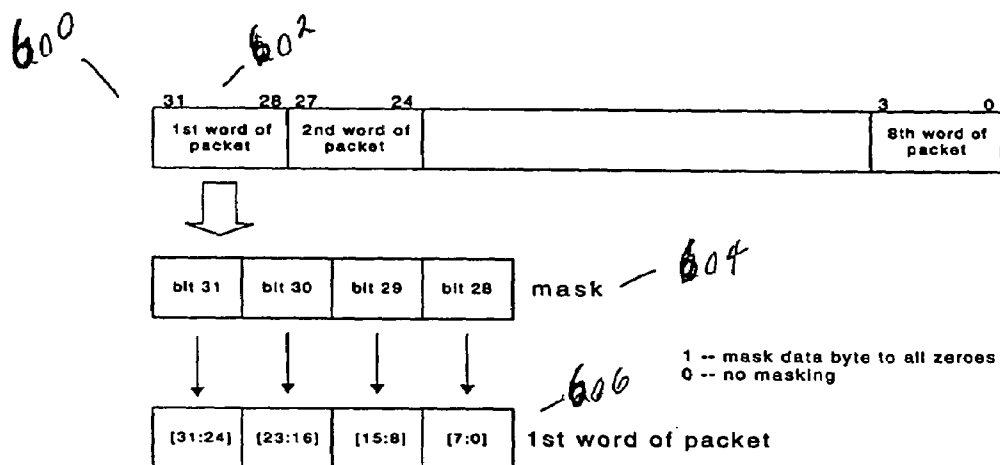 600
602
31 28 27 24 3 0
1st word of packet 2nd word of packet 8th word of packet
bit 31 bit 30 bit 29 bit 28 mask 604
1 -- mask data byte to all zeroes
0 -- no masking
606
[31:24] [23:16] [15:8] [7:0] 1st word of packet